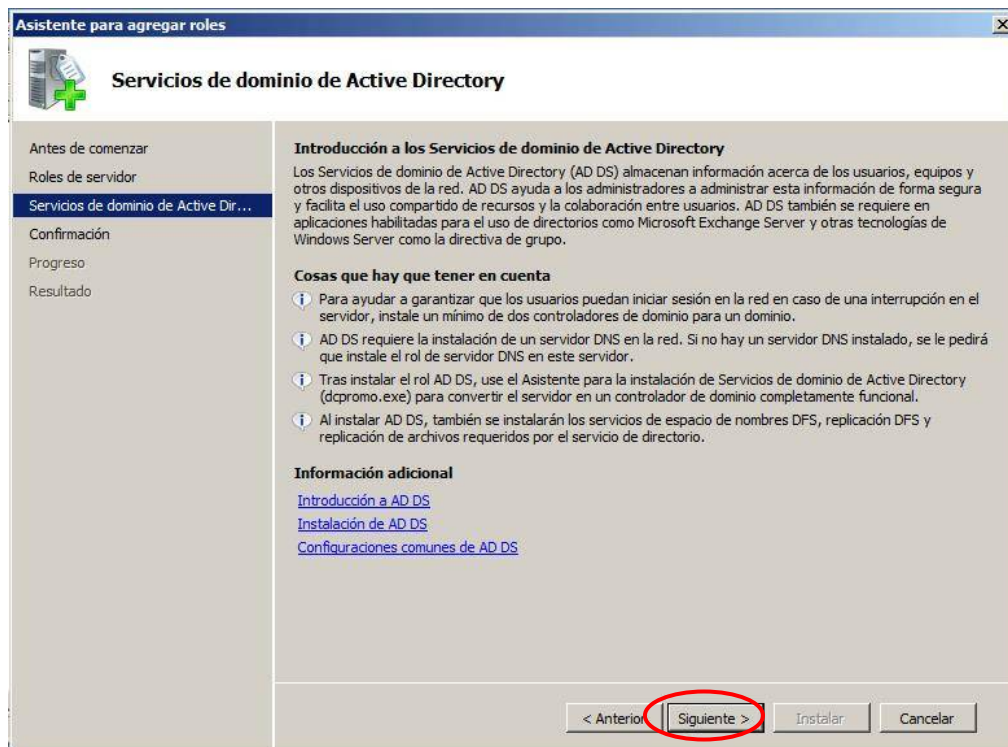 Asistente para agregar roles
Servicios de dominio de Active Directory
Antes de comenzar
Roles de servidor
Servicios de dominio de Active Dir...
Confirmación
Progreso
Resultado
Introducción a los Servicios de dominio de Active Directory
Los Servicios de dominio de Active Directory (AD DS) almacenan información acerca de los usuarios, equipos y
otros dispositivos de la red. AD DS ayuda a los administradores a administrar esta información de forma segura
y facilita el uso compartido de recursos y la colaboración entre usuarios. AD DS también se requiere en
aplicaciones habilitadas para el uso de directorios como Microsoft Exchange Server y otras tecnologías de
Windows Server como la directiva de grupo.
Cosas que hay que tener en cuenta
Para ayudar a garantizar que los usuarios puedan iniciar sesión en la red en caso de una interrupción en el
servidor, instale un mínimo de dos controladores de dominio para un dominio.
AD DS requiere la instalación de un servidor DNS en la red. Si no hay un servidor DNS instalado, se le pedirá
que instale el rol de servidor DNS en este servidor.
Tras instalar el rol AD DS, use el Asistente para la instalación de Servicios de dominio de Active Directory
(dcpromo.exe) para convertir el servidor en un controlador de dominio completamente funcional.
Al instalar AD DS, también se instalarán los servicios de espacio de nombres DFS, replicación DFS y
replicación de archivos requeridos por el servicio de directorio.
Información adicional
Introducción a AD DS
Instalación de AD DS
Configuraciones comunes de AD DS
< Anterior
Siguiente >
Instalar
Cancelar